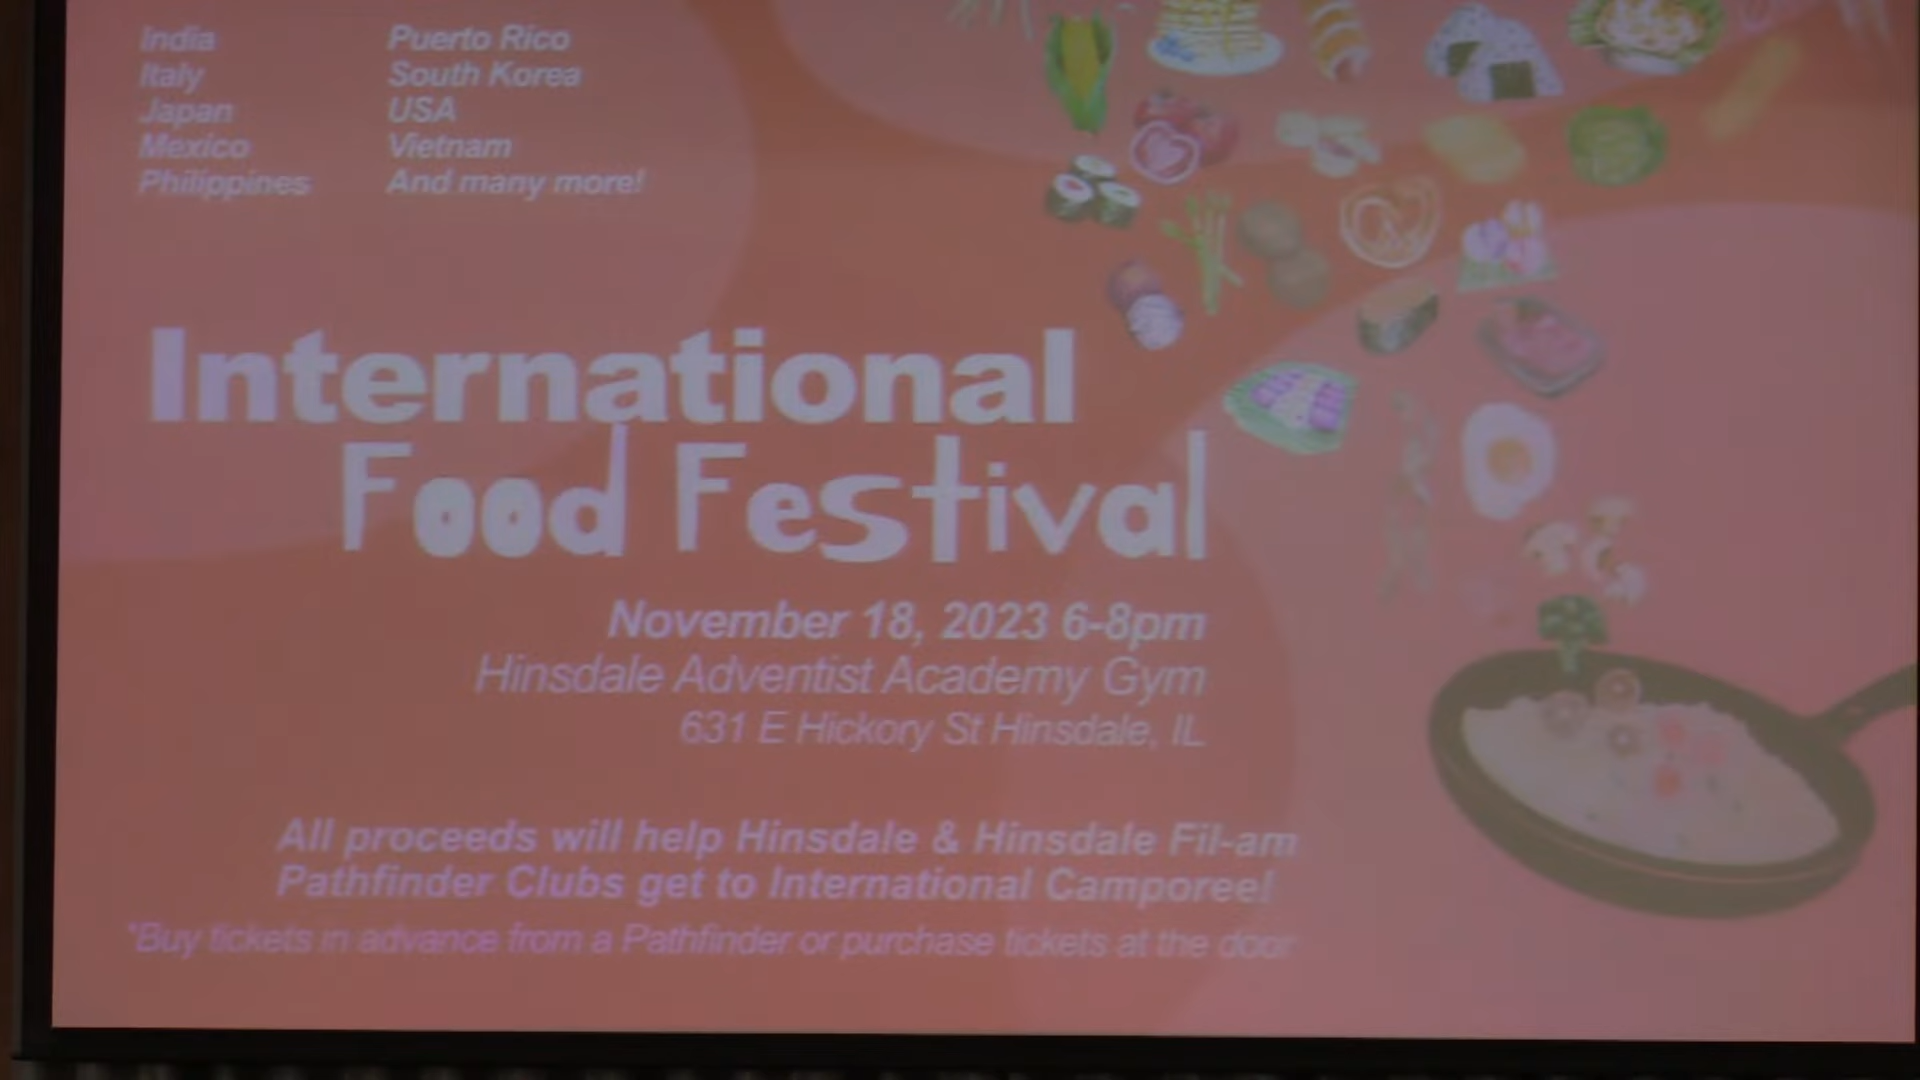 India
Italy
Japan
Mexico
Philippines
Puerto Rico
South Korea
USA
Vietnam
And many more!
International
Food Festival
November 18, 2023 6-8pm
Hinsdale Adventist Academy Gym
631 E Hickory St Hinsdale, IL
All proceeds will help Hinsdale & Hinsdale Fil-am
Pathfinder Clubs get to International Camporee!
*Buy tickets in advance from a Pathfinder or purchase tickets at the door